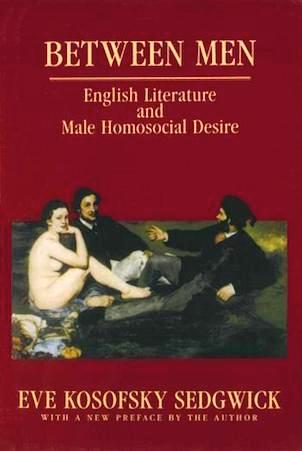 BETWEEN MEN
English Literature
and
Male Homosocial Desire
EVE KOSOFSKY SEDGWICK
WITH A NEW PREFACE BY THE AUTHOR